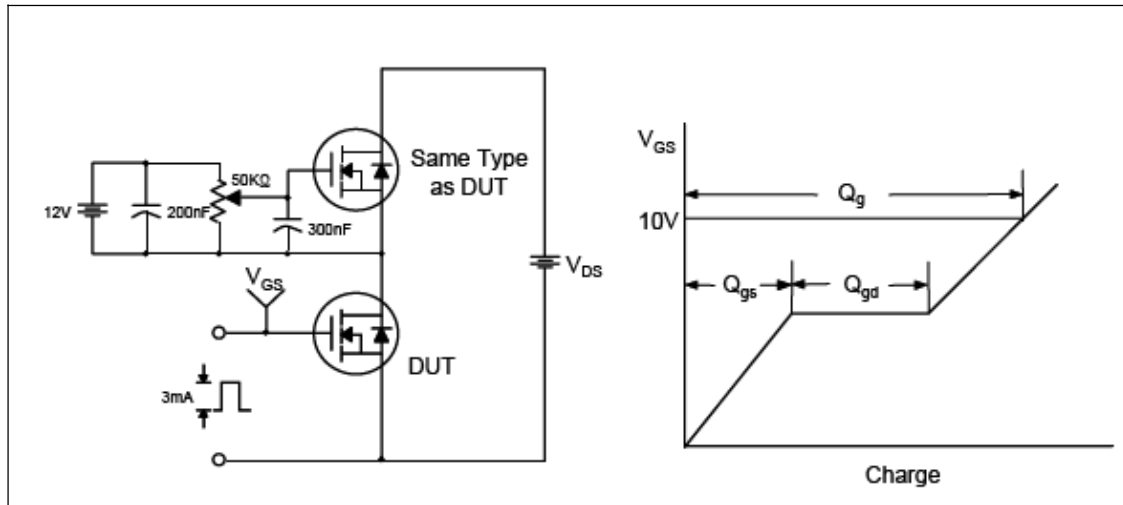 Same Type
as DUT
50KΩ
12V
200nF
300nF
V_GS
V_DS
DUT
3mA
V_GS
Q_g
10V
Q_gs
Q_gd
Charge